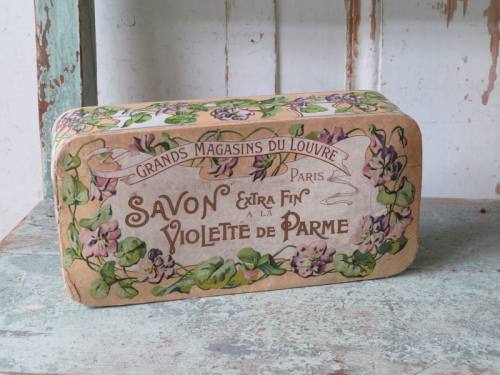 GRANDS MAGASINS DU LOUVRE
PARIS
SAVON EXTRA FIN
A LA
VIOLETTE DE PARME